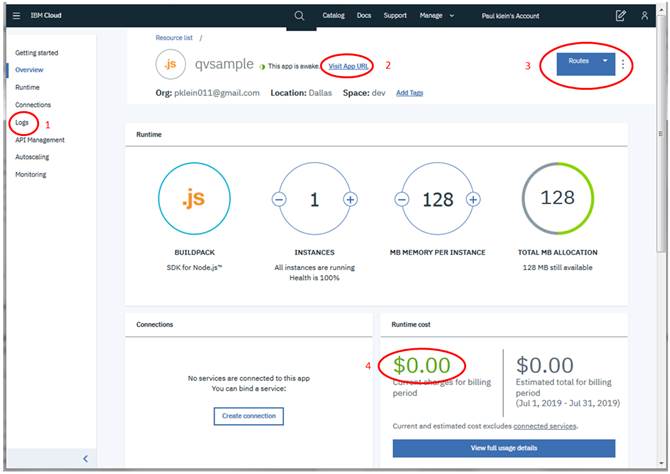 IBM Cloud
Catalog
Docs
Support
Manage
Paul klein's Account
Getting started
Overview
Runtime
Connections
Logs
1
API Management
Autoscaling
Monitoring
Resource list /
.js
qvsample
This app is awake.
Visit App URL
2
3
Routes
Org: pklein011@gmail.com
Location: Dallas
Space: dev
Add Tags
Runtime
.js
1
128
128
BUILDPACK
INSTANCES
MB MEMORY PER INSTANCE
TOTAL MB ALLOCATION
SDK for Node.js™
All instances are running
Health is 100%
128 MB still available
Connections
No services are connected to this app
You can bind a service:
Create connection
Runtime cost
4
$0.00
Current charges for billing
period
$0.00
Estimated total for billing
period
(Jul 1, 2019 - Jul 31, 2019)
Current and estimated cost excludes connected services.
View full usage details